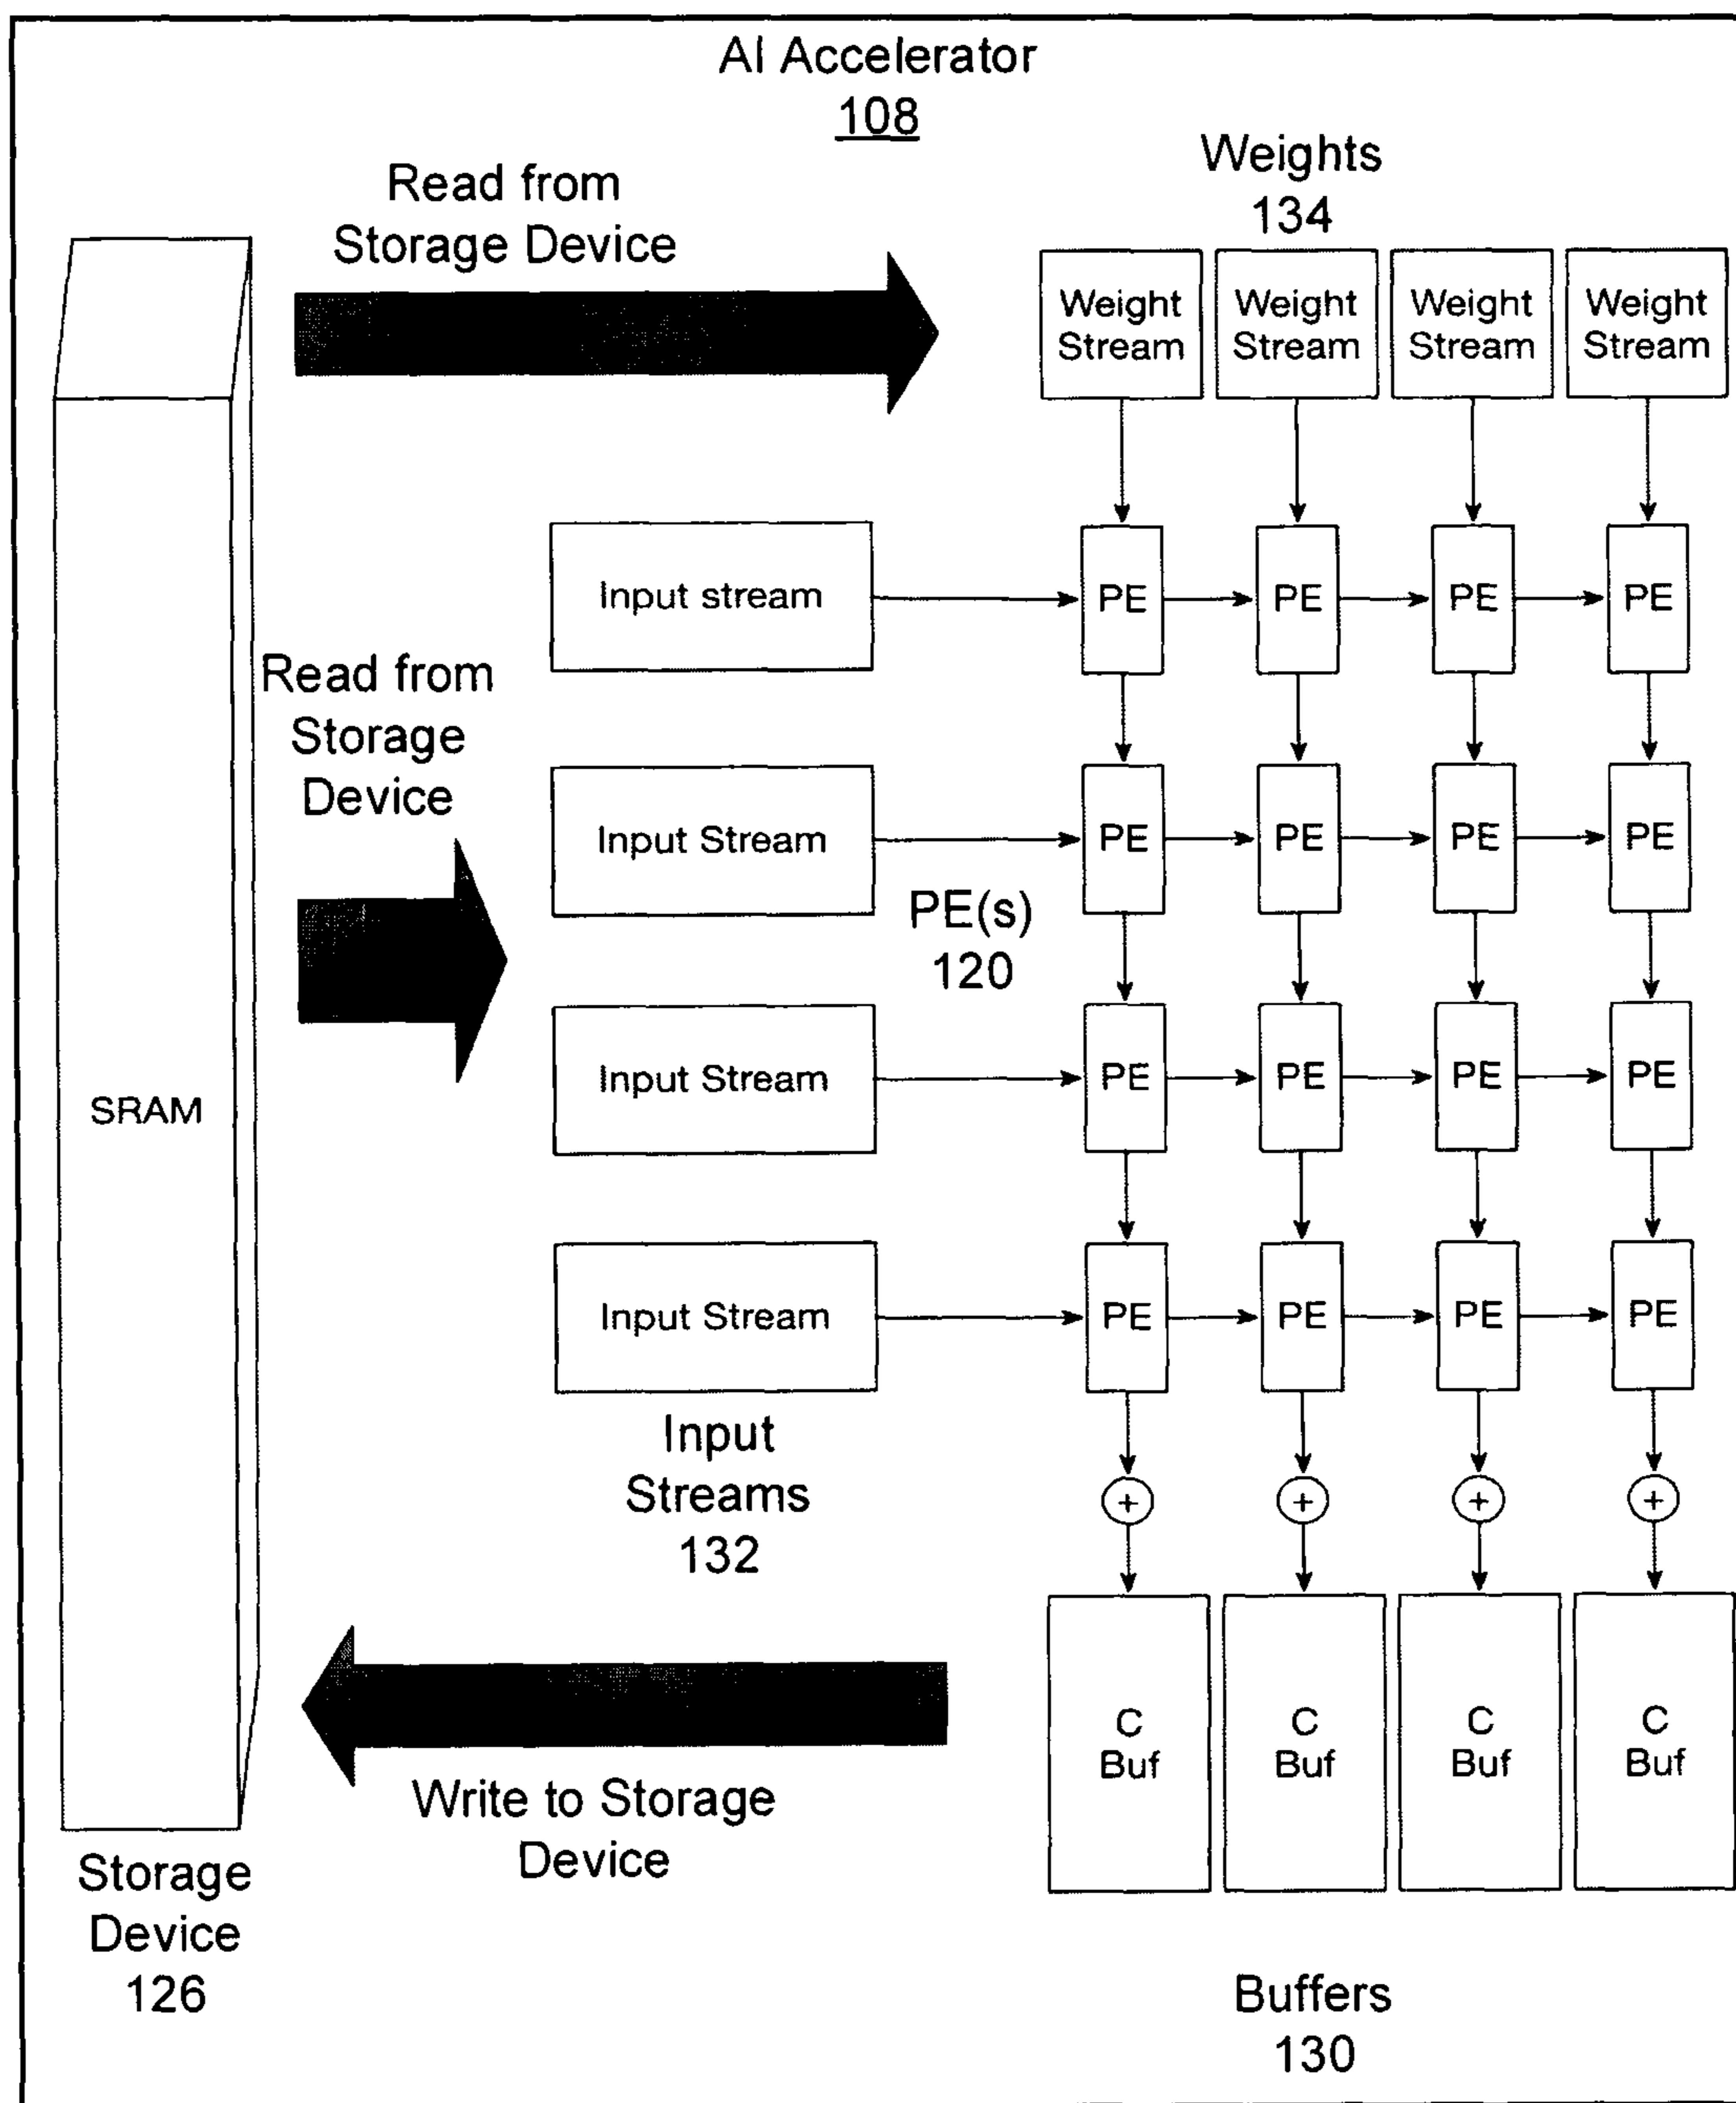 AI Accelerator
108
Read from
Storage Device
Weights
134
Weight
Stream
Weight
Stream
Weight
Stream
Weight
Stream
Input stream
PE
PE
PE
PE
Read from
Storage
Device
Input Stream
PE
PE
PE
PE
PE(s)
120
Input Stream
PE
PE
PE
PE
SRAM
Input Stream
PE
PE
PE
PE
Input
Streams
132
+
+
+
+
C
Buf
C
Buf
C
Buf
C
Buf
Write to Storage
Device
Storage
Device
126
Buffers
130